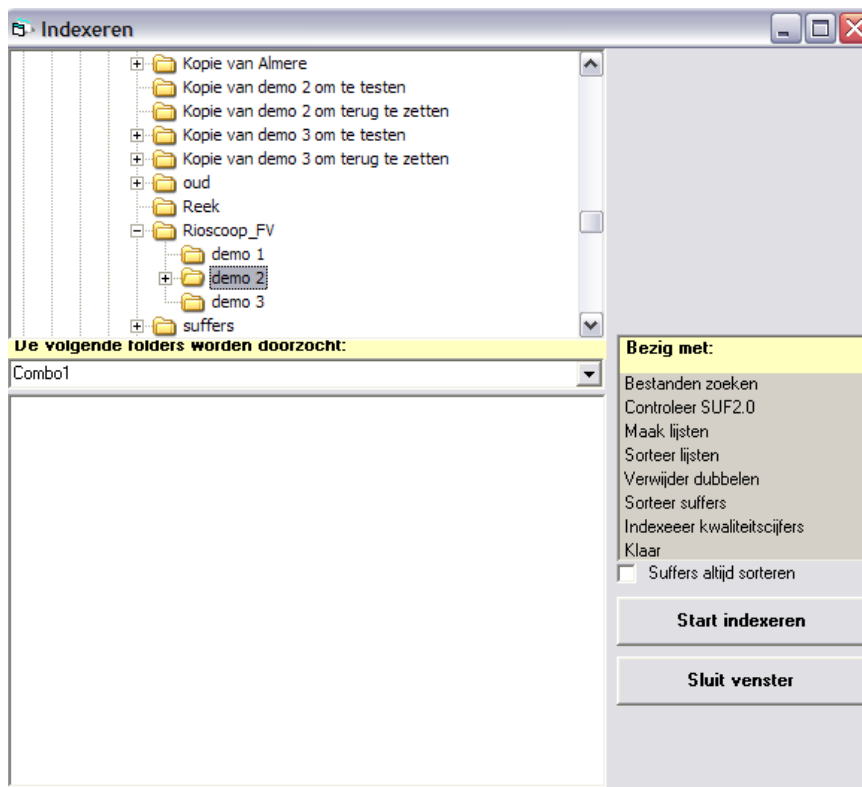 Indexeren
Kopie van Almere
Kopie van demo 2 om te testen
Kopie van demo 2 om terug te zetten
Kopie van demo 3 om te testen
Kopie van demo 3 om terug te zetten
oud
Reek
Rioscoop_FV
demo 1
demo 2
demo 3
suffers
De volgende folders worden doorzocht:
Combo1
Bezig met:
Bestanden zoeken
Controleer SUF2.0
Maak lijsten
Sorteer lijsten
Verwijder dubbelen
Sorteer suffers
Indexeeer kwaliteitscijfers
Klaar
Suffers altijd sorteren
Start indexeren
Sluit venster